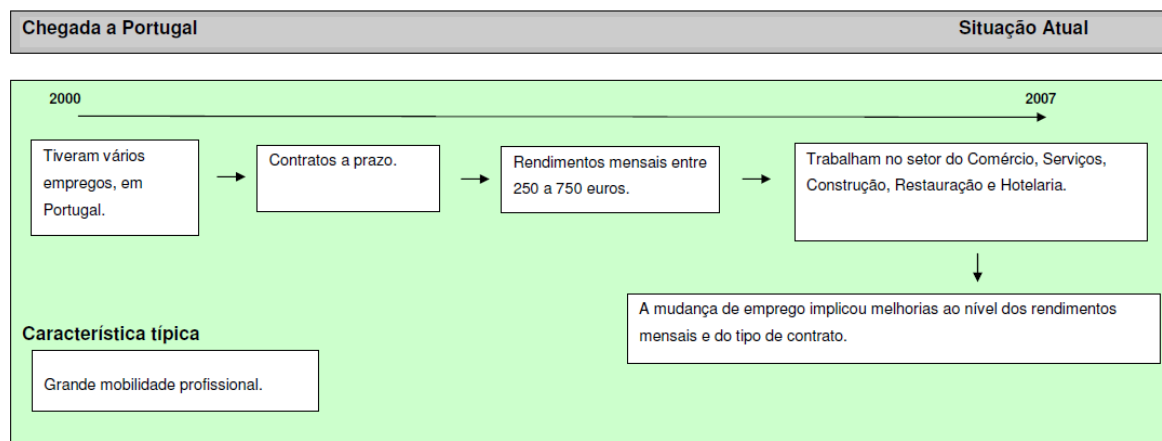 Chegada a Portugal
Situação Atual
2000
2007
Tiveram vários
empregos, em
Portugal.
Contratos a prazo.
Rendimentos mensais entre
250 a 750 euros.
Trabalham no setor do Comércio, Serviços,
Construção, Restauração e Hotelaria.
A mudança de emprego implicou melhorias ao nível dos rendimentos
mensais e do tipo de contrato.
Característica típica
Grande mobilidade profissional.